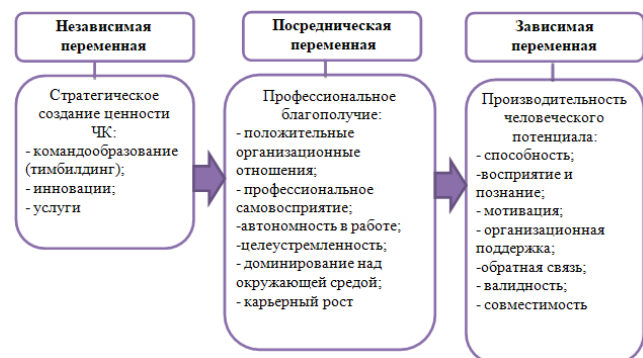 Независимая
переменная
Стратегическое
создание ценности
ЧК:
- командообразование
(тимбилдинг);
- инновации;
- услуги
Посредническая
переменная
Профессиональное
благополучие:
- положительные
организационные
отношения;
- профессиональное
самовосприятие;
-автономность в работе;
-целеустремленность;
- доминирование над
окружающей средой;
- карьерный рост
Зависимая
переменная
Производительность
человеческого
потенциала:
- способность;
-восприятие и
познание;
- мотивация;
- организационная
поддержка;
-обратная связь;
- валидность;
- совместимость